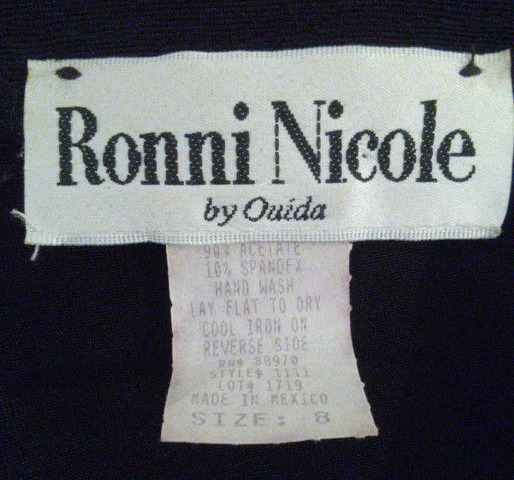 Ronni Nicole
by Ouida
90% ACETATE
10% SPANDEX
HAND WASH
LAY FLAT TO DRY
COOL IRON ON
REVERSE SIDE
RN# 88970
STYLE# 1111
LOT# 1719
MADE IN MEXICO
SIZE: 8